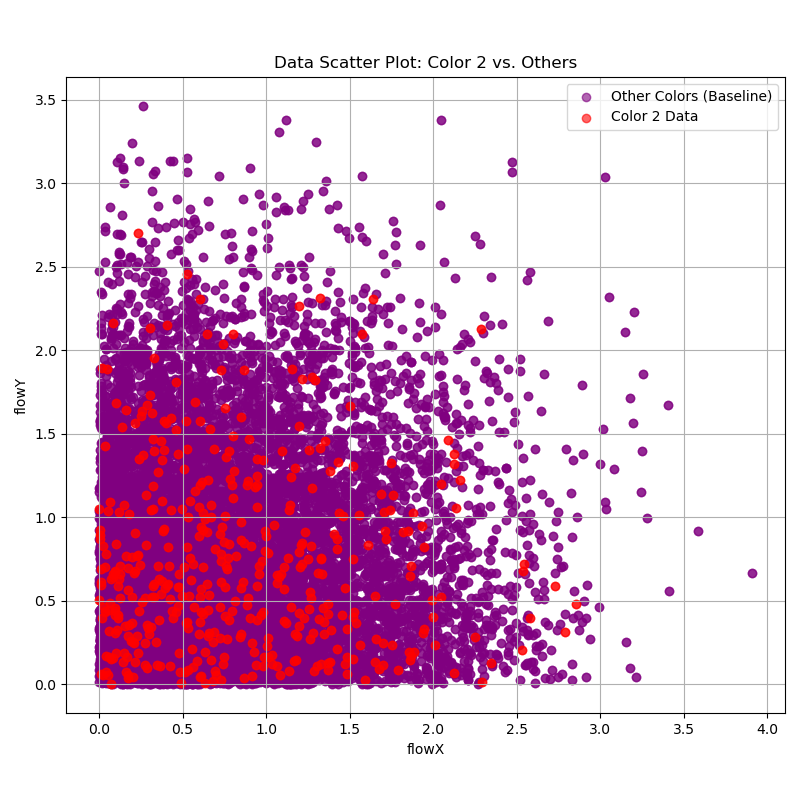 Data Scatter Plot: Color 2 vs. Others
Other Colors (Baseline)
Color 2 Data
3.5
3.0
2.5
2.0
1.5
1.0
0.5
0.0
flowY
0.0 0.5 1.0 1.5 2.0 2.5 3.0 3.5 4.0
flowX